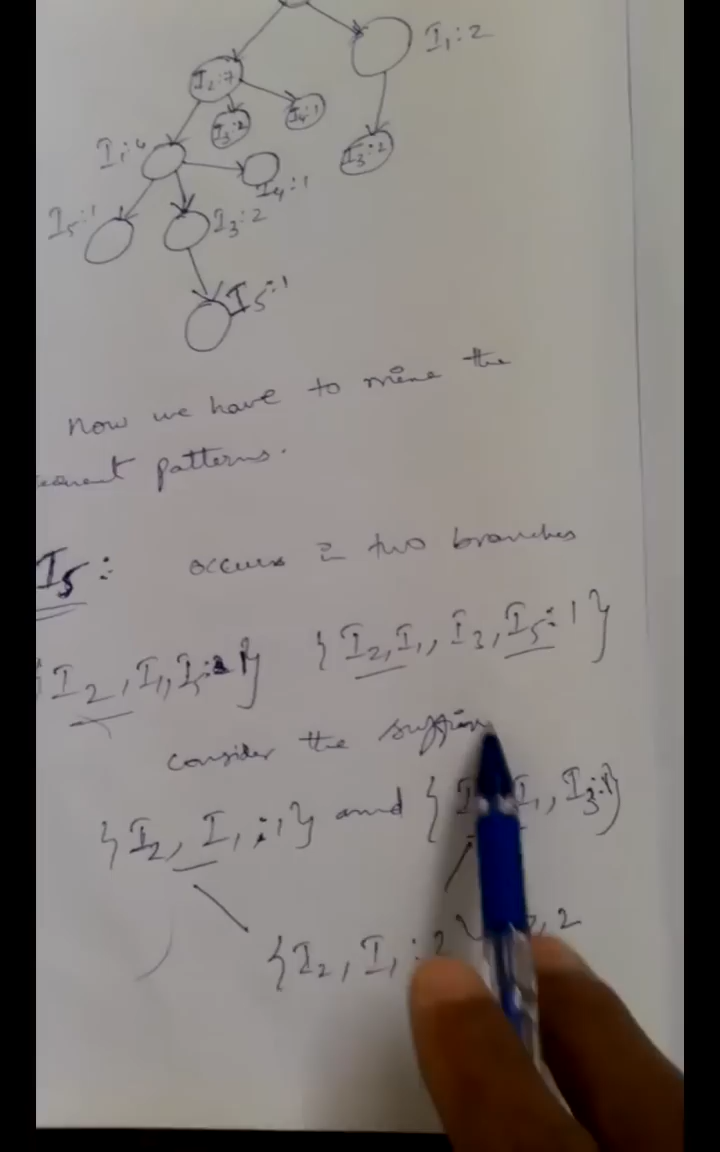 I₁:2
I₂:7
I₃:2
I₄:1
I₁:4
I₄:1
I₃:2
I₅:1
I₃:2
I₅:1
Now we have to mine the
patterns.
I₅: occurs in two branches
{I₂, I₁, I₅:1} {I₂, I₁, I₃, I₅:1}
consider the
{I₂, I₁:1} and { I₁, I₃:1}
{I₂, I₁:2